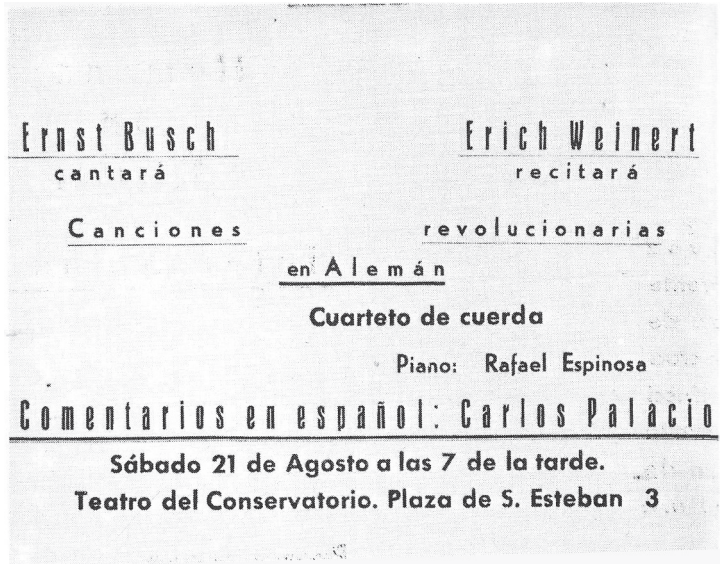 Ernst Busch Erich Weinert
cantará recitará
Canciones revolucionarias
en Alemán
Cuarteto de cuerda
Piano: Rafael Espinosa
Comentarios en español: Carlos Palacio
Sábado 21 de Agosto a las 7 de la tarde.
Teatro del Conservatorio. Plaza de S. Esteban 3